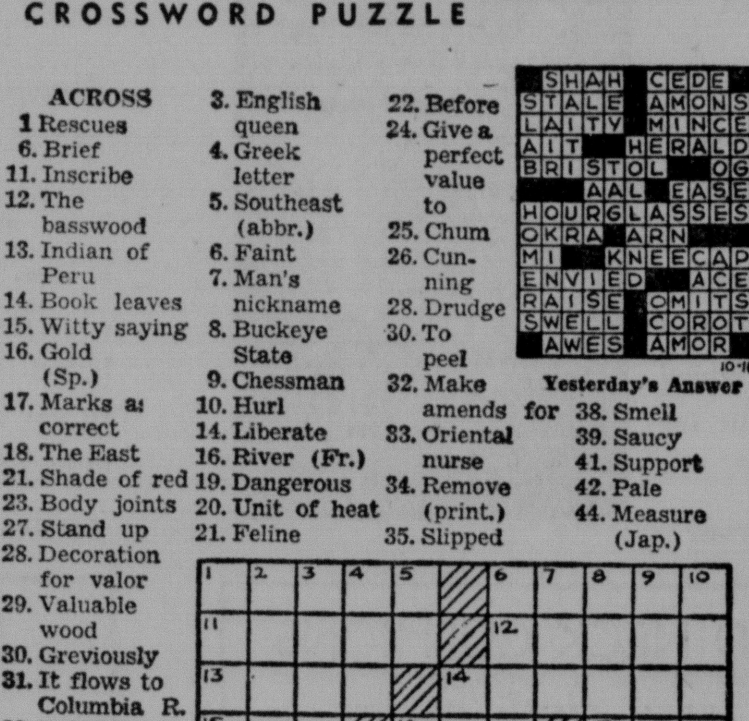 CROSSWORD PUZZLE
ACROSS
1 Rescues
6. Brief
11. Inscribe
12. The
basswood
13. Indian of
Peru
14. Book leaves
15. Witty saying
16. Gold
(Sp.)
17. Marks as
correct
18. The East
21. Shade of red
23. Body joints
27. Stand up
28. Decoration
for valor
29. Valuable
wood
30. Greviously
31. It flows to
Columbia R.
3. English
queen
4. Greek
letter
5. Southeast
(abbr.)
6. Faint
7. Man's
nickname
8. Buckeye
State
9. Chessman
10. Hurl
14. Liberate
16. River (Fr.)
19. Dangerous
20. Unit of heat
21. Feline
22. Before
24. Give a
perfect
value
to
25. Chum
26. Cun-
ning
28. Drudge
30. To
peel
32. Make
amends for
33. Oriental
nurse
34. Remove
(print.)
35. Slipped
38. Smell
39. Saucy
41. Support
42. Pale
44. Measure
(Jap.)
SHAH CEDE
STALE AMONS
LAITY MINCE
AIT HERALD
BRISTOL OG
AAL EASE
HOURGLASSES
OKRA ARN
MI KNEECAP
ENVIED ACE
RAISE OMITS
SWELL COROT
AWES AMOR
Yesterday's Answer
1 2 3 4 5 6 7 8 9 10
11 12
13 14